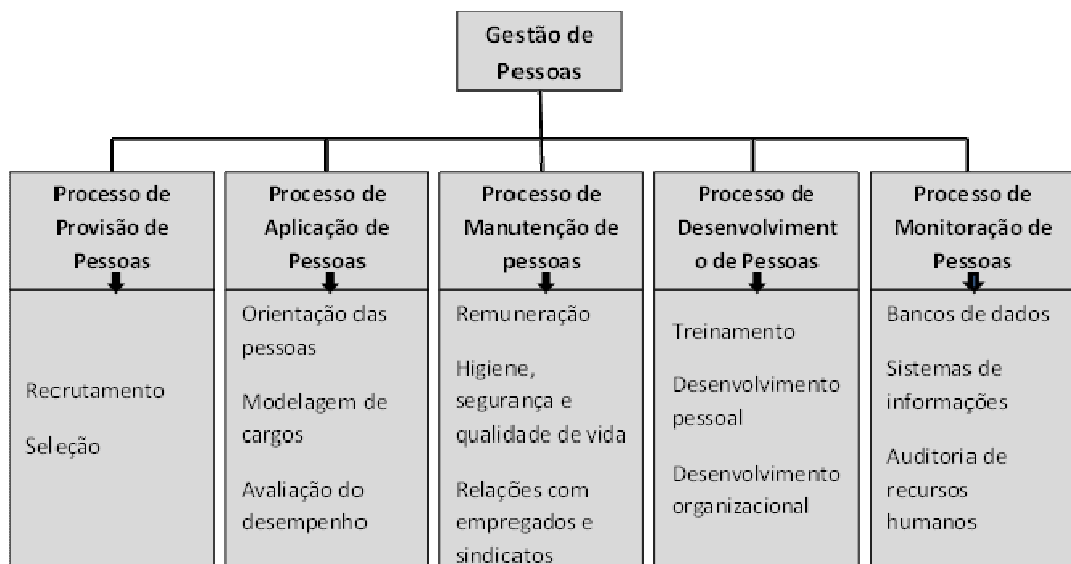 Gestão de
Pessoas
Processo de
Provisão de
Pessoas
Recrutamento
Seleção
Processo de
Aplicação de
Pessoas
Orientação das
pessoas
Modelagem de
cargos
Avaliação do
desempenho
Processo de
Manutenção de
pessoas
Remuneração
Higiene,
segurança e
qualidade de vida
Relações com
empregados e
sindicatos
Processo de
Desenvolviment
o de Pessoas
Treinamento
Desenvolvimento
pessoal
Desenvolvimento
organizacional
Processo de
Monitoração de
Pessoas
Bancos de dados
Sistemas de
informações
Auditoria de
recursos
humanos